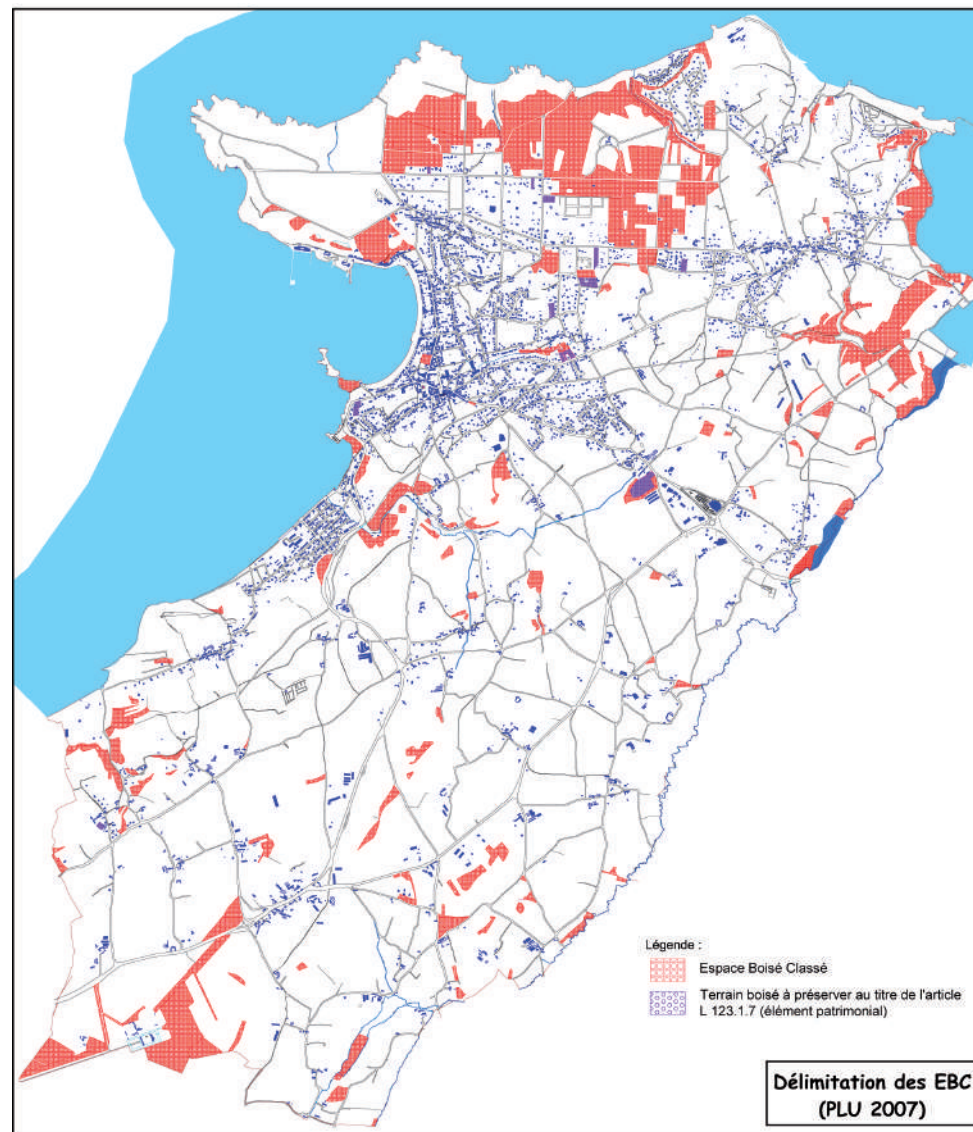 Légende :
Espace Boisé Classé
Terrain boisé à préserver au titre de l'article
L 123.1.7 (élément patrimonial)
Délimitation des EBC
(PLU 2007)